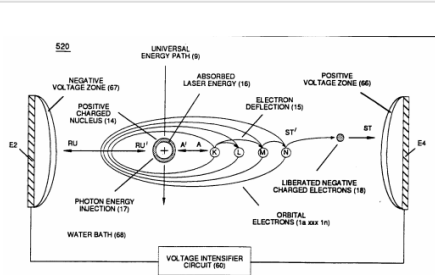 520
UNIVERSAL
ENERGY PATH (9)
NEGATIVE
VOLTAGE ZONE (67)
ABSORBED
LASER ENERGY (16)
POSITIVE
VOLTAGE ZONE (66)
POSITIVE
CHARGED
NUCLEUS (14)
ELECTRON
DEFLECTION (15)
ST'
ST
E2
RU
RU'
A'
A
K
L
M
N
E4
LIBERATED NEGATIVE
CHARGED ELECTRONS (18)
PHOTON ENERGY
INJECTION (17)
ORBITAL
ELECTRONS (1a xxx 1n)
WATER BATH (68)
VOLTAGE INTENSIFIER
CIRCUIT (60)